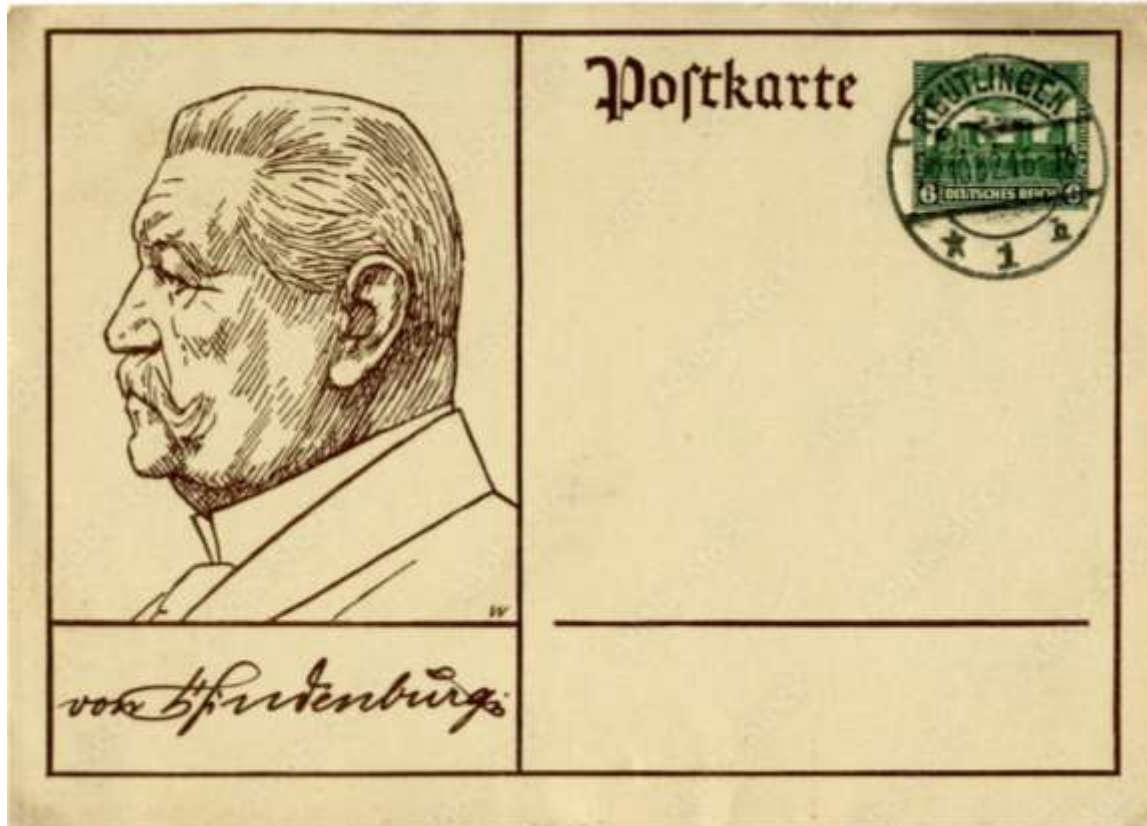 Poſtkarte
REUTLINGEN
6 DEUTSCHES REICH 6
* 1 h
W
von Hindenburg